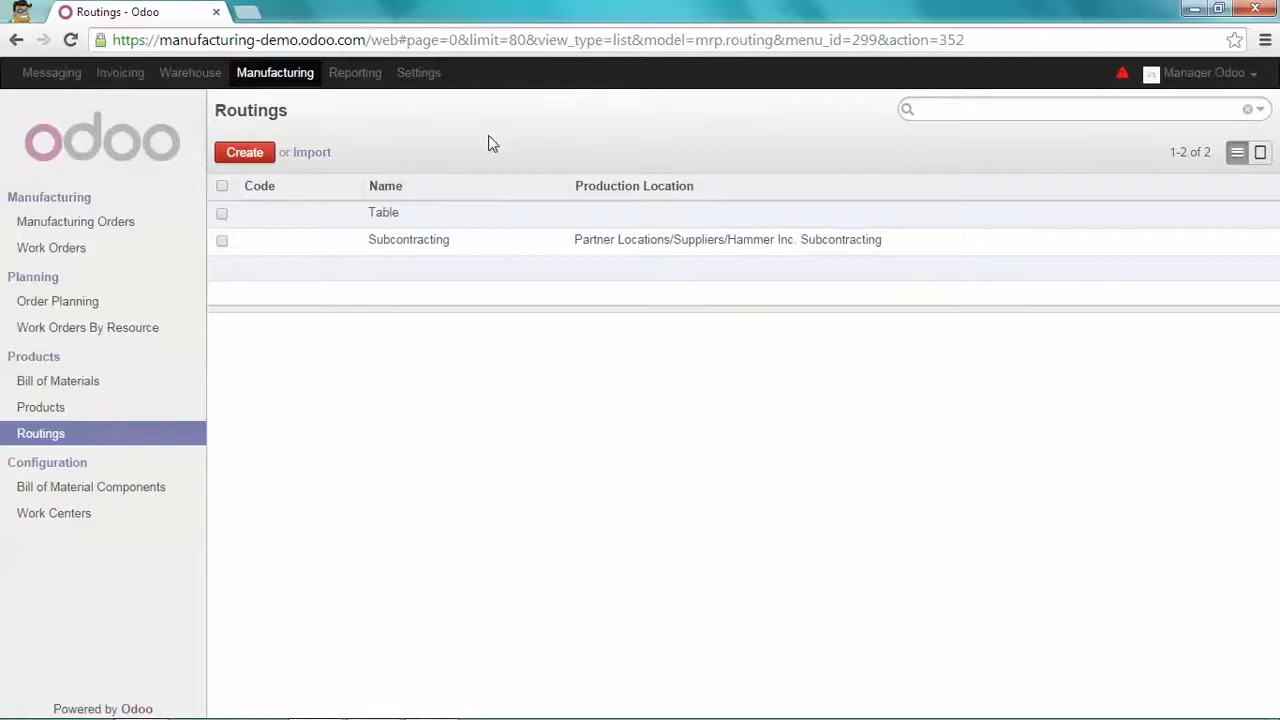 Routings - Odoo
https://manufacturing-demo.odoo.com/web#page=0&limit=80&view_type=list&model=mrp.routing&menu_id=299&action=352
Messaging Invoicing Warehouse Manufacturing Reporting Settings Manager Odoo
odoo
Routings
Create or Import
1-2 of 2
Code Name Production Location
Table
Subcontracting Partner Locations/Suppliers/Hammer Inc. Subcontracting
Manufacturing
Manufacturing Orders
Work Orders
Planning
Order Planning
Work Orders By Resource
Products
Bill of Materials
Products
Routings
Configuration
Bill of Material Components
Work Centers
Powered by Odoo